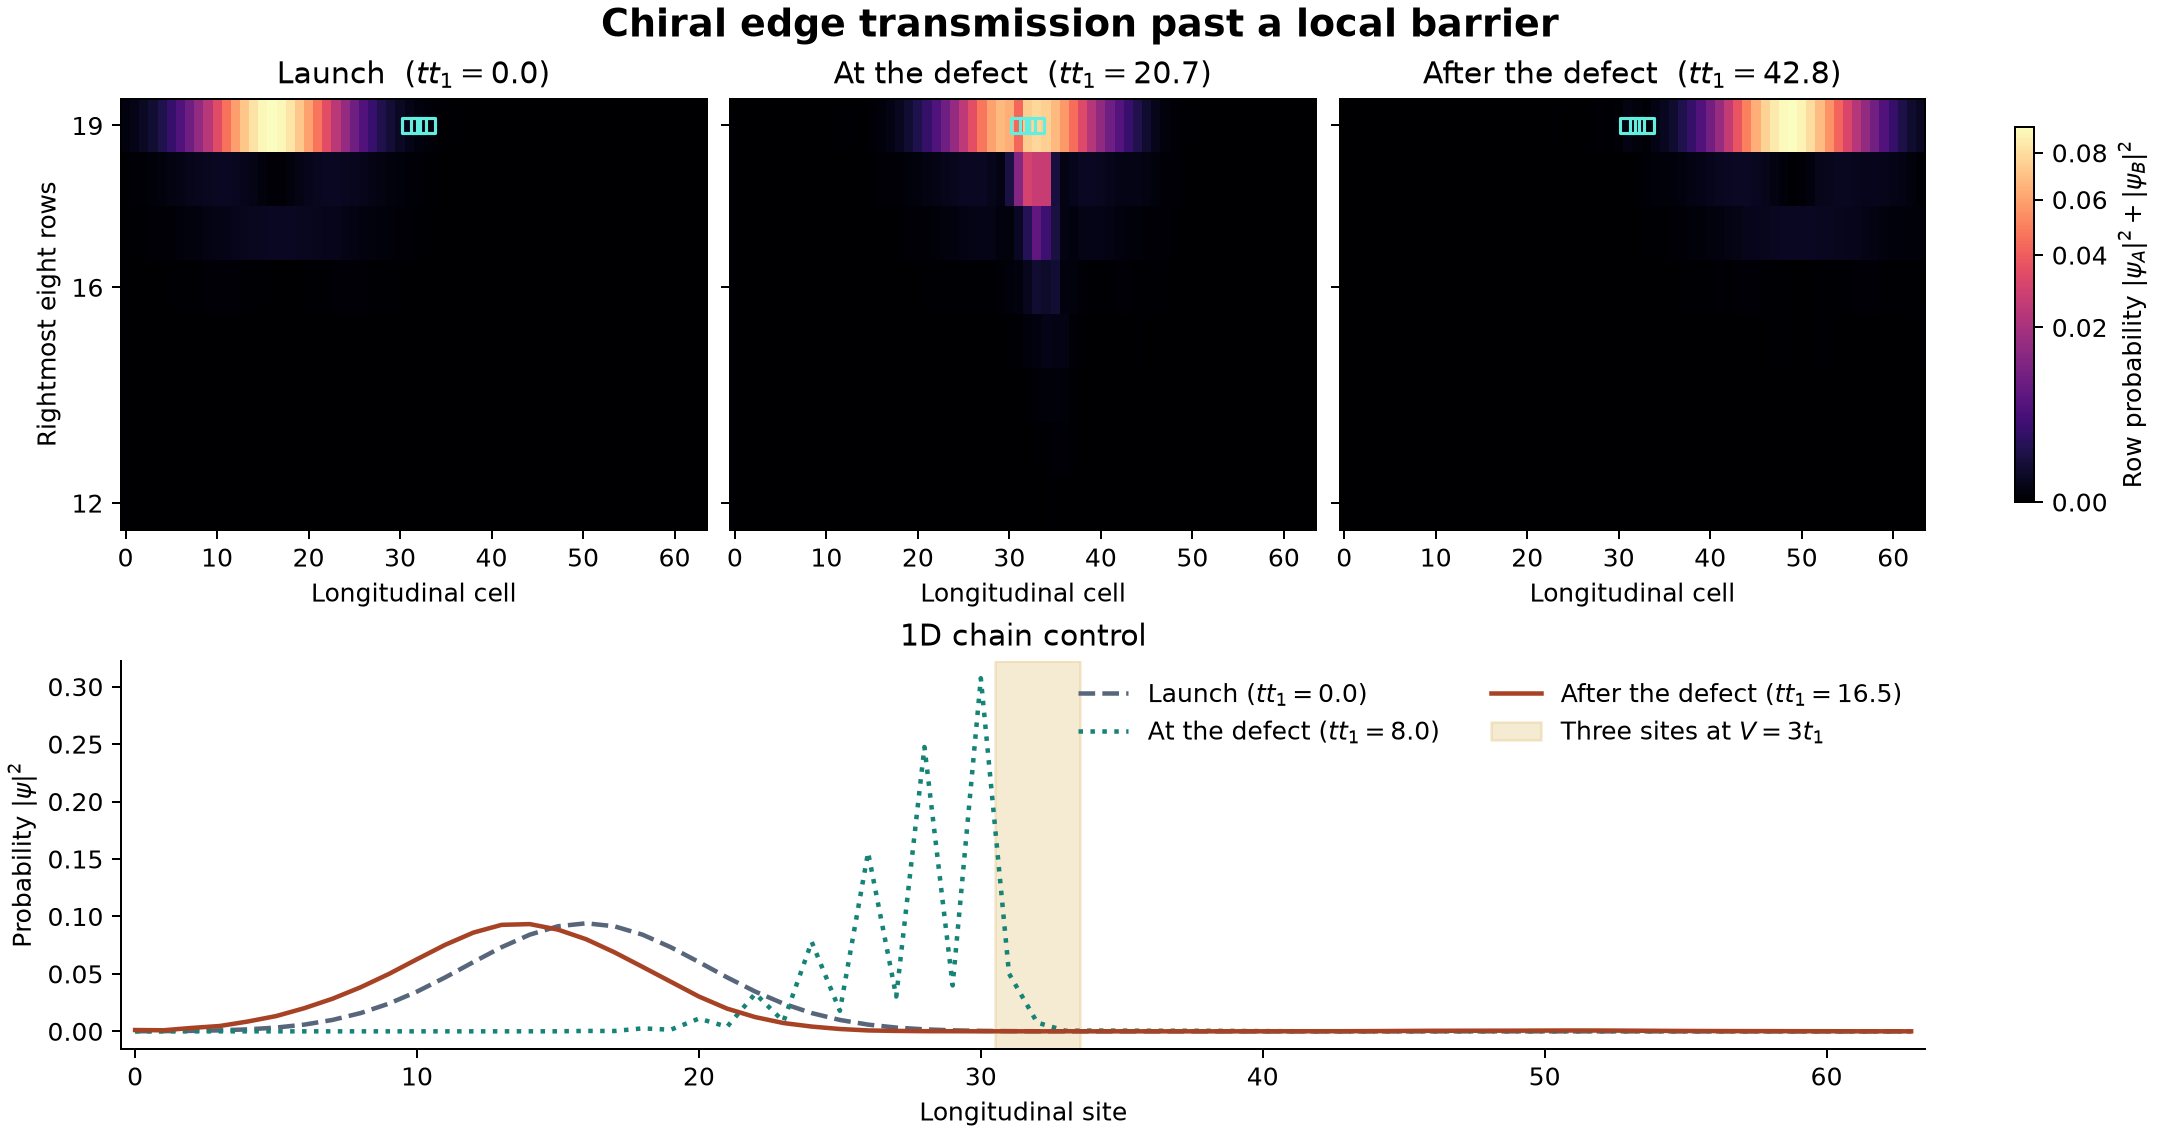 Chiral edge transmission past a local barrier
Launch (tt₁ = 0.0)
At the defect (tt₁ = 20.7)
After the defect (tt₁ = 42.8)
Rightmost eight rows
19
16
12
0 10 20 30 40 50 60
Longitudinal cell
0 10 20 30 40 50 60
Longitudinal cell
0 10 20 30 40 50 60
Longitudinal cell
0.08
0.06
0.04
0.02
0.00
Row probability |ψ_A|² + |ψ_B|²
1D chain control
Probability |ψ|²
0.30
0.25
0.20
0.15
0.10
0.05
0.00
Launch (tt₁ = 0.0)
At the defect (tt₁ = 8.0)
After the defect (tt₁ = 16.5)
Three sites at V = 3t₁
0 10 20 30 40 50 60
Longitudinal site